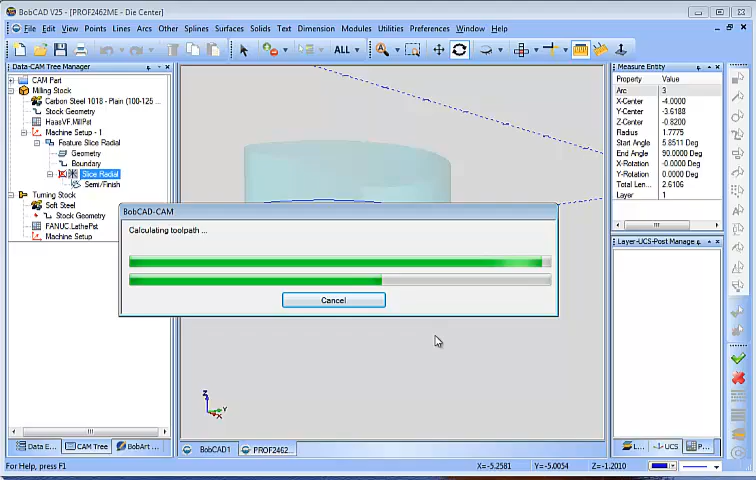 BobCAD V25 - [PROF2462ME - Die Center]
File Edit View Points Lines Arcs Other Splines Surfaces Solids Text Dimension Modules Utilities Preferences Window Help
ALL
Data-CAM Tree Manager
CAM Part
Milling Stock
Carbon Steel 1018 - Plain (100-125
Stock Geometry
HaasVF.MillPst
Machine Setup - 1
Feature Slice Radial
Geometry
Boundary
Slice Radial
Semi/Finish
Turning Stock
Soft Steel
Stock Geometry
FANUC.LathePst
Machine Setup
Data E...
CAM Tree
BobArt ...
BobCAD-CAM
Calculating toolpath ...
Cancel
Z
Y
X
BobCAD1
PROF2462...
Measure Entity
Property Value
Arc 3
X-Center -4.0000
Y-Center -3.6188
Z-Center -0.8200
Radius 1.7775
Start Angle 5.8511 Deg
End Angle 90.0000 Deg
X-Rotation -0.0000 Deg
Y-Rotation 0.0000 Deg
Total Len... 2.6106
Layer 1
Layer-UCS-Post Manage
L...
UCS
P...
For Help, press F1
X=-5.2581 Y=-5.0054 Z=-1.2010